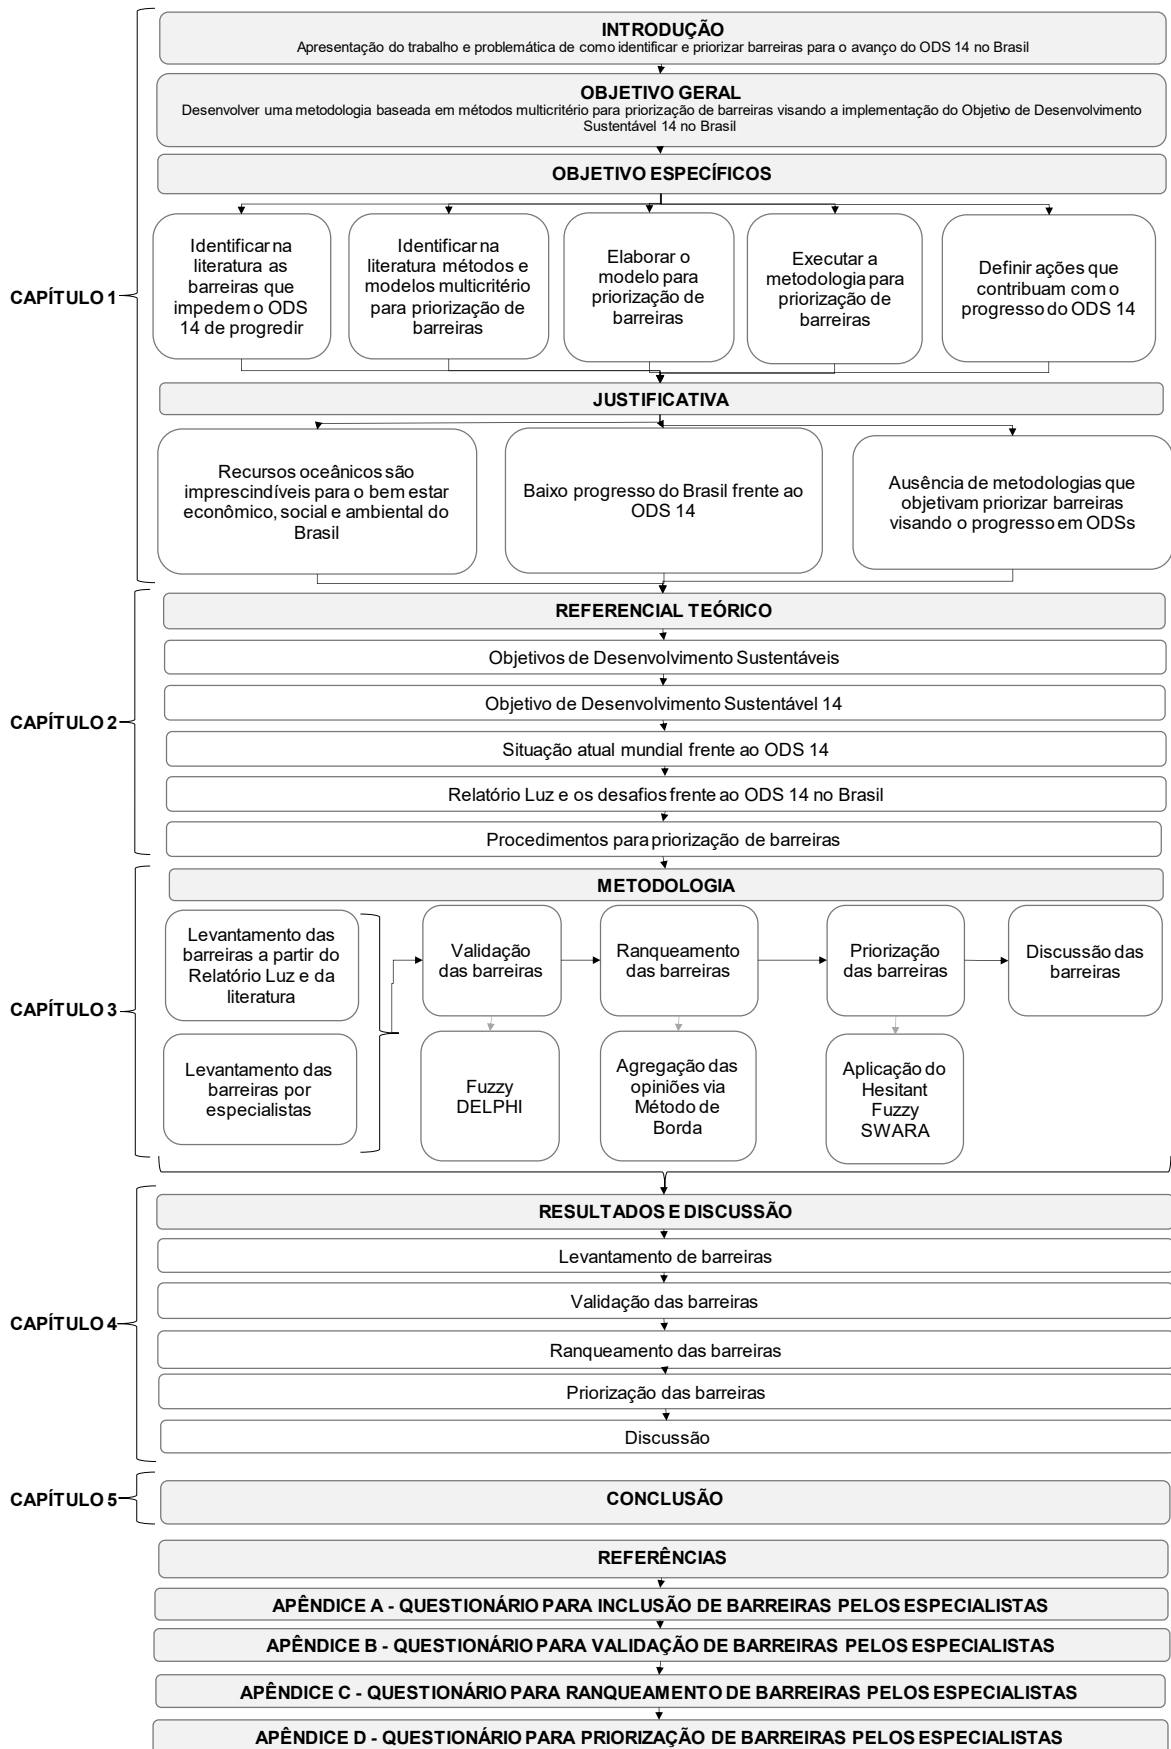 INTRODUÇÃO
Apresentação do trabalho e problemática de como identificar e priorizar barreiras para o avanço do ODS 14 no Brasil
OBJETIVO GERAL
Desenvolver uma metodologia baseada em métodos multicritério para priorização de barreiras visando a implementação do Objetivo de Desenvolvimento
Sustentável 14 no Brasil
OBJETIVO ESPECÍFICOS
CAPÍTULO 1
Identificar na
literatura as
barreiras que
impedem o ODS
14 de progredir
Identificar na
literatura métodos e
modelos multicritério
para priorização de
barreiras
Elaborar o
modelo para
priorização de
barreiras
Executar a
metodologia para
priorização de
barreiras
Definir ações que
contribuam com o
progresso do ODS 14
JUSTIFICATIVA
Recursos oceânicos são
imprescindíveis para o bem estar
econômico, social e ambiental do
Brasil
Baixo progresso do Brasil frente ao
ODS 14
Ausência de metodologias que
objetivam priorizar barreiras
visando o progresso em ODSs
CAPÍTULO 2
REFERENCIAL TEÓRICO
Objetivos de Desenvolvimento Sustentáveis
Objetivo de Desenvolvimento Sustentável 14
Situação atual mundial frente ao ODS 14
Relatório Luz e os desafios frente ao ODS 14 no Brasil
Procedimentos para priorização de barreiras
CAPÍTULO 3
METODOLOGIA
Levantamento das
barreiras a partir do
Relatório Luz e da
literatura
Levantamento das
barreiras por
especialistas
Validação
das barreiras
Ranqueamento
das barreiras
Priorização
das barreiras
Discussão das
barreiras
Fuzzy
DELPHI
Agregação das
opiniões via
Método de
Borda
Aplicação do
Hesitant
Fuzzy
SWARA
CAPÍTULO 4
RESULTADOS E DISCUSSÃO
Levantamento de barreiras
Validação das barreiras
Ranqueamento das barreiras
Priorização das barreiras
Discussão
CAPÍTULO 5
CONCLUSÃO
REFERÊNCIAS
APÊNDICE A - QUESTIONÁRIO PARA INCLUSÃO DE BARREIRAS PELOS ESPECIALISTAS
APÊNDICE B - QUESTIONÁRIO PARA VALIDAÇÃO DE BARREIRAS PELOS ESPECIALISTAS
APÊNDICE C - QUESTIONÁRIO PARA RANQUEAMENTO DE BARREIRAS PELOS ESPECIALISTAS
APÊNDICE D - QUESTIONÁRIO PARA PRIORIZAÇÃO DE BARREIRAS PELOS ESPECIALISTAS